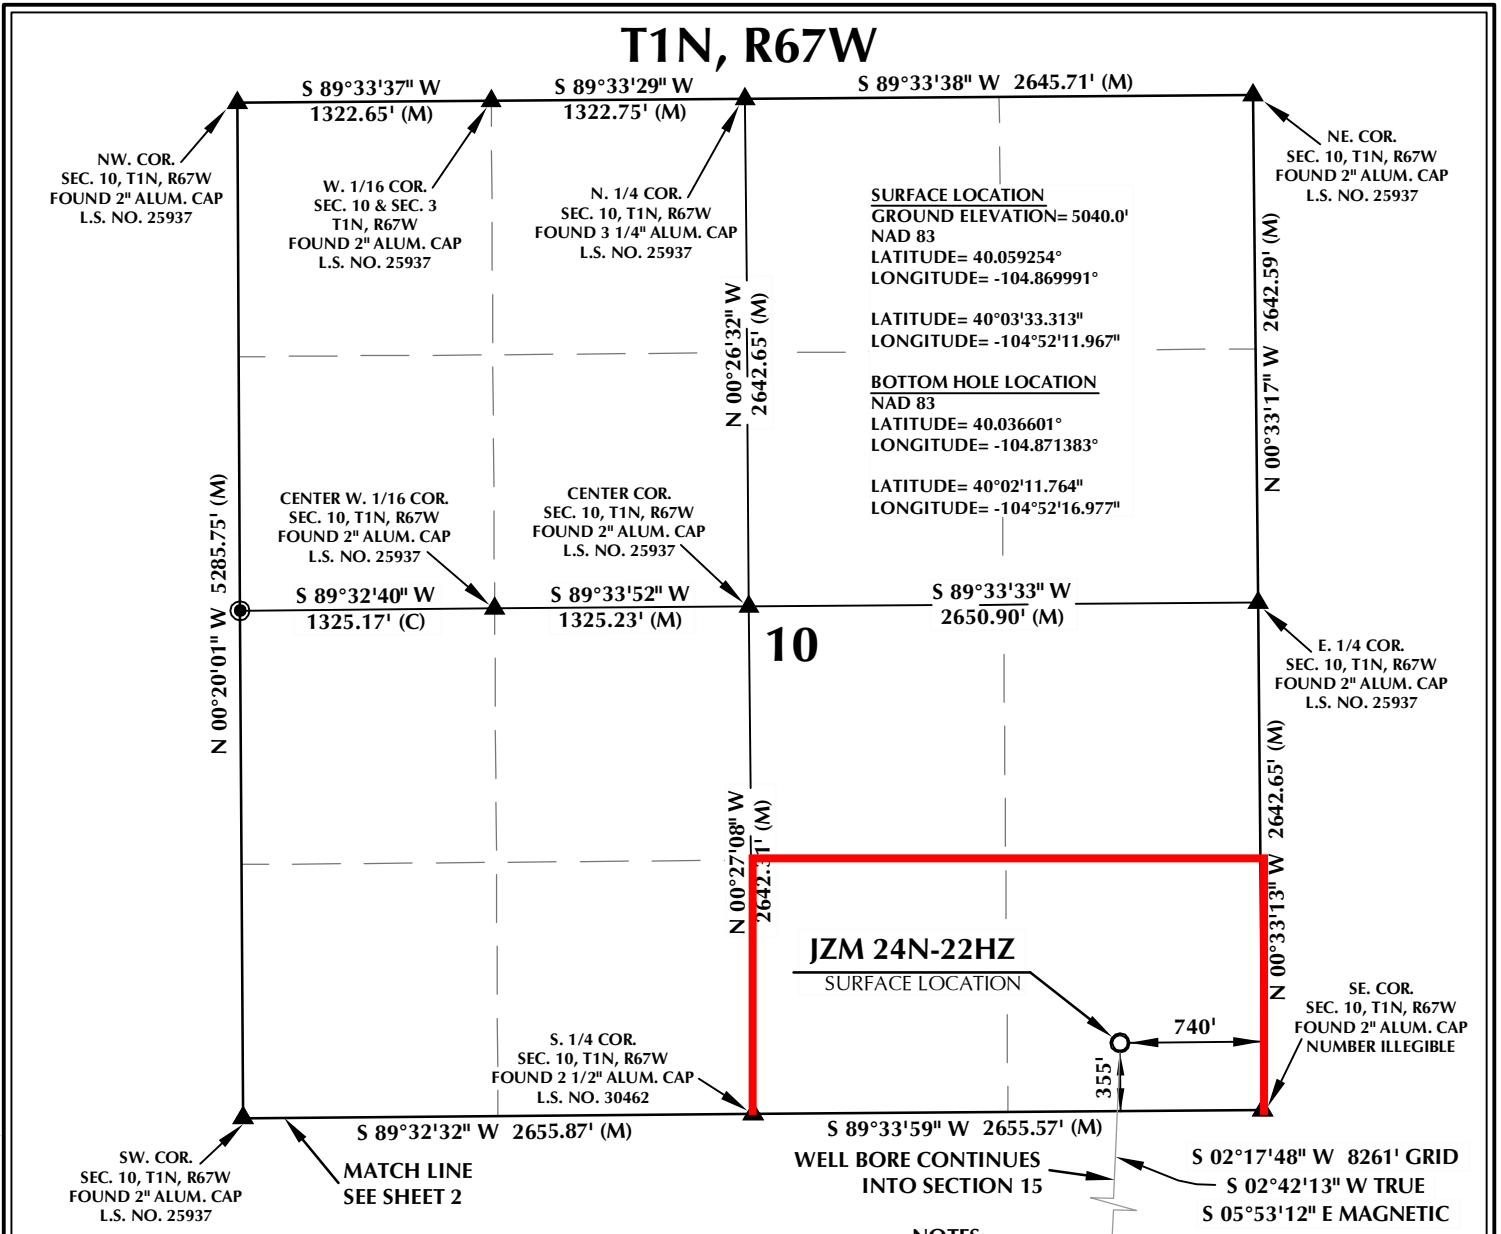 T1N, R67W
S 89°33'37" W
1322.65' (M)
S 89°33'29" W
1322.75' (M)
S 89°33'38" W 2645.71' (M)
NW. COR.
SEC. 10, T1N, R67W
FOUND 2" ALUM. CAP
L.S. NO. 25937
W. 1/16 COR.
SEC. 10 & SEC. 3
T1N, R67W
FOUND 2" ALUM. CAP
L.S. NO. 25937
N. 1/4 COR.
SEC. 10, T1N, R67W
FOUND 3 1/4" ALUM. CAP
L.S. NO. 25937
NE. COR.
SEC. 10, T1N, R67W
FOUND 2" ALUM. CAP
L.S. NO. 25937
SURFACE LOCATION
GROUND ELEVATION= 5040.0'
NAD 83
LATITUDE= 40.059254°
LONGITUDE= -104.869991°
LATITUDE= 40°03'33.313"
LONGITUDE= -104°52'11.967"
BOTTOM HOLE LOCATION
NAD 83
LATITUDE= 40.036601°
LONGITUDE= -104.871383°
LATITUDE= 40°02'11.764"
LONGITUDE= -104°52'16.977"
N 00°26'32" W
2642.65' (M)
N 00°33'17" W 2642.59' (M)
N 00°20'01" W 5285.75' (M)
CENTER W. 1/16 COR.
SEC. 10, T1N, R67W
FOUND 2" ALUM. CAP
L.S. NO. 25937
CENTER COR.
SEC. 10, T1N, R67W
FOUND 2" ALUM. CAP
L.S. NO. 25937
S 89°32'40" W
1325.17' (C)
S 89°33'52" W
1325.23' (M)
S 89°33'33" W
2650.90' (M)
10
E. 1/4 COR.
SEC. 10, T1N, R67W
FOUND 2" ALUM. CAP
L.S. NO. 25937
N 00°27'08" W
2642.31' (M)
N 00°33'13" W 2642.65' (M)
JZM 24N-22HZ
SURFACE LOCATION
740'
355'
SE. COR.
SEC. 10, T1N, R67W
FOUND 2" ALUM. CAP
NUMBER ILLEGIBLE
S. 1/4 COR.
SEC. 10, T1N, R67W
FOUND 2 1/2" ALUM. CAP
L.S. NO. 30462
S 89°32'32" W 2655.87' (M)
S 89°33'59" W 2655.57' (M)
SW. COR.
SEC. 10, T1N, R67W
FOUND 2" ALUM. CAP
L.S. NO. 25937
MATCH LINE
SEE SHEET 2
WELL BORE CONTINUES
INTO SECTION 15
S 02°17'48" W 8261' GRID
S 02°42'13" W TRUE
S 05°53'12" E MAGNETIC
NOTES: